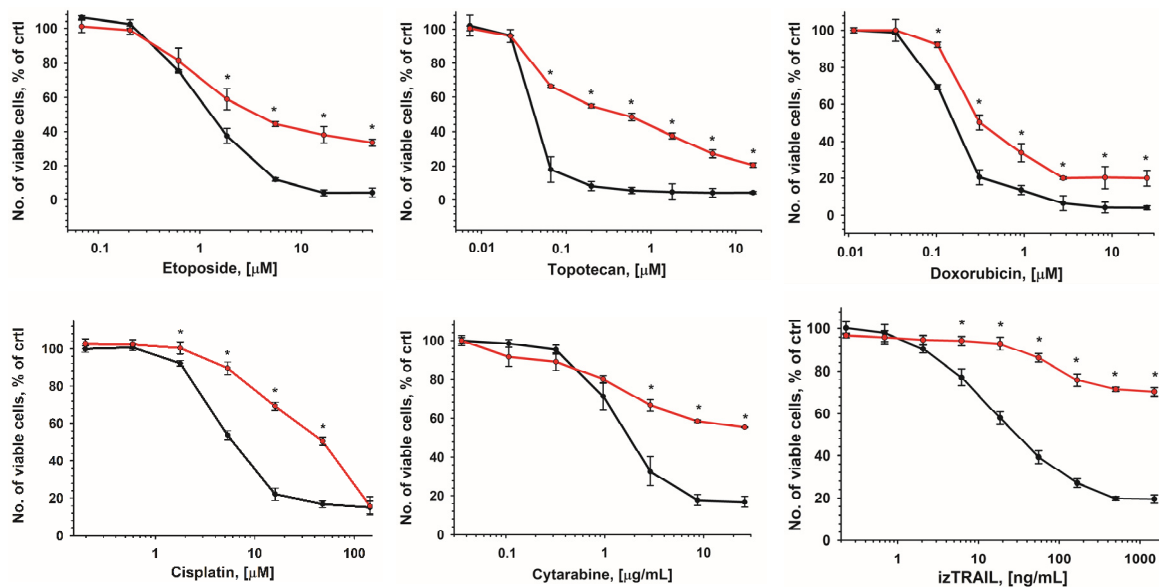 No. of viable cells, % of crtl
100
80
60
40
20
0
* * * *
0.1 1 10
Etoposide, [μM]
No. of viable cells, % of crtl
100
80
60
40
20
0
* * * * * *
0.01 0.1 1 10
Topotecan, [μM]
No. of viable cells, % of crtl
100
80
60
40
20
0
* * * * * *
0.01 0.1 1 10
Doxorubicin, [μM]
No. of viable cells, % of crtl
100
80
60
40
20
0
* * * * *
1 10 100
Cisplatin, [μM]
No. of viable cells, % of crtl
100
80
60
40
20
0
* * *
0.1 1 10
Cytarabine, [μg/mL]
No. of viable cells, % of ctrl
100
80
60
40
20
0
* * * * * *
1 10 100 1000
izTRAIL, [ng/mL]